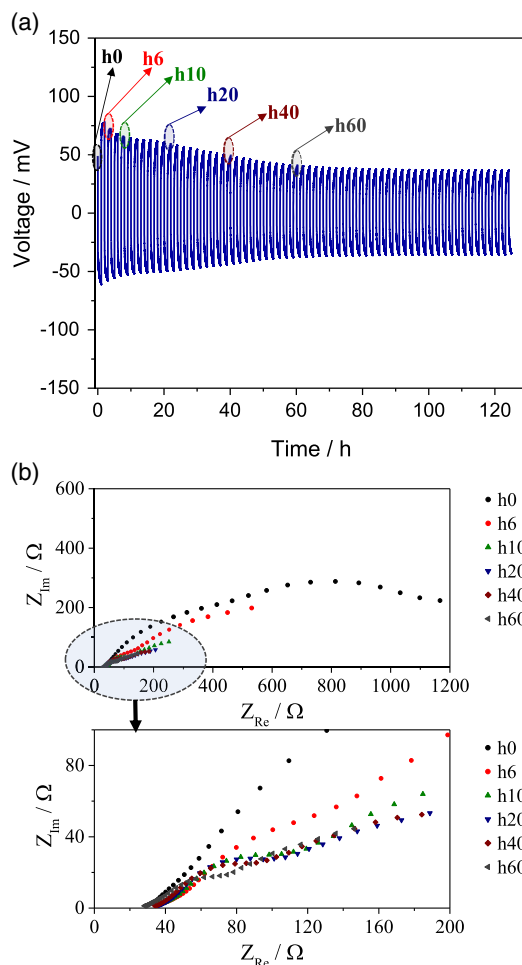 (a)
150
100
50
0
-50
-100
-150
Voltage / mV
h0
h6
h10
h20
h40
h60
0 20 40 60 80 100 120
Time / h
(b)
600
400
200
0
Z_Im / Ω
0 200 400 600 800 1000 1200
Z_Re / Ω
h0
h6
h10
h20
h40
h60
80
40
0
Z_Im / Ω
0 40 80 120 160 200
Z_Re / Ω
h0
h6
h10
h20
h40
h60